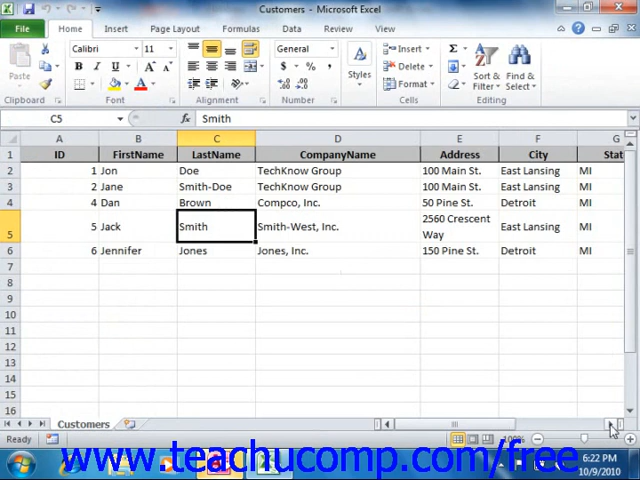 Customers - Microsoft Excel
File Home Insert Page Layout Formulas Data Review View Acrobat
Calibri 11 General Insert
Paste B I U A A $ % , Styles Delete Sort & Filter Find & Select
Format
Clipboard Font Alignment Number Cells Editing
C5 fx Smith
A B C D E F G
1 ID FirstName LastName CompanyName Address City Stat
2 1 Jon Doe TechKnow Group 100 Main St. East Lansing MI
3 2 Jane Smith-Doe TechKnow Group 100 Main St. East Lansing MI
4 4 Dan Brown Compco, Inc. 50 Pine St. Detroit MI
5 5 Jack Smith Smith-West, Inc. 2560 Crescent Way East Lansing MI
6 6 Jennifer Jones Jones, Inc. 150 Pine St. Detroit MI
7
8
9
10
11
12
13
14
15
16
Customers
Ready 100%
www.teachucomp.com/free
6:22 PM
10/9/2010